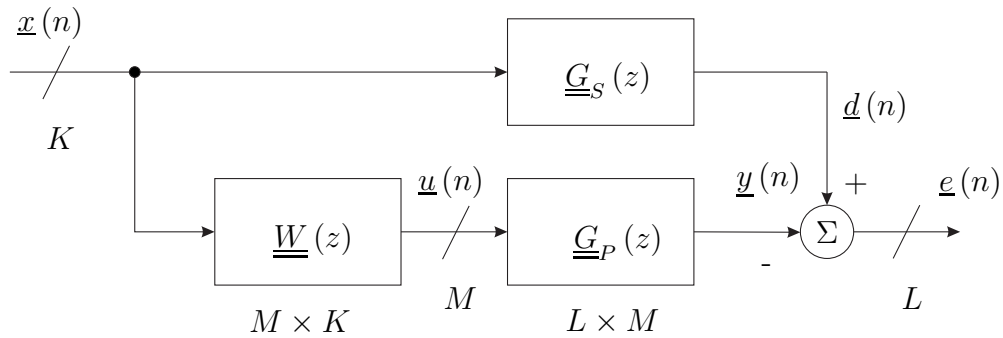 x (n)
K
G_S (z)
d (n)
W (z)
M × K
u (n)
M
G_P (z)
L × M
y (n)
+
-
Σ
e (n)
L